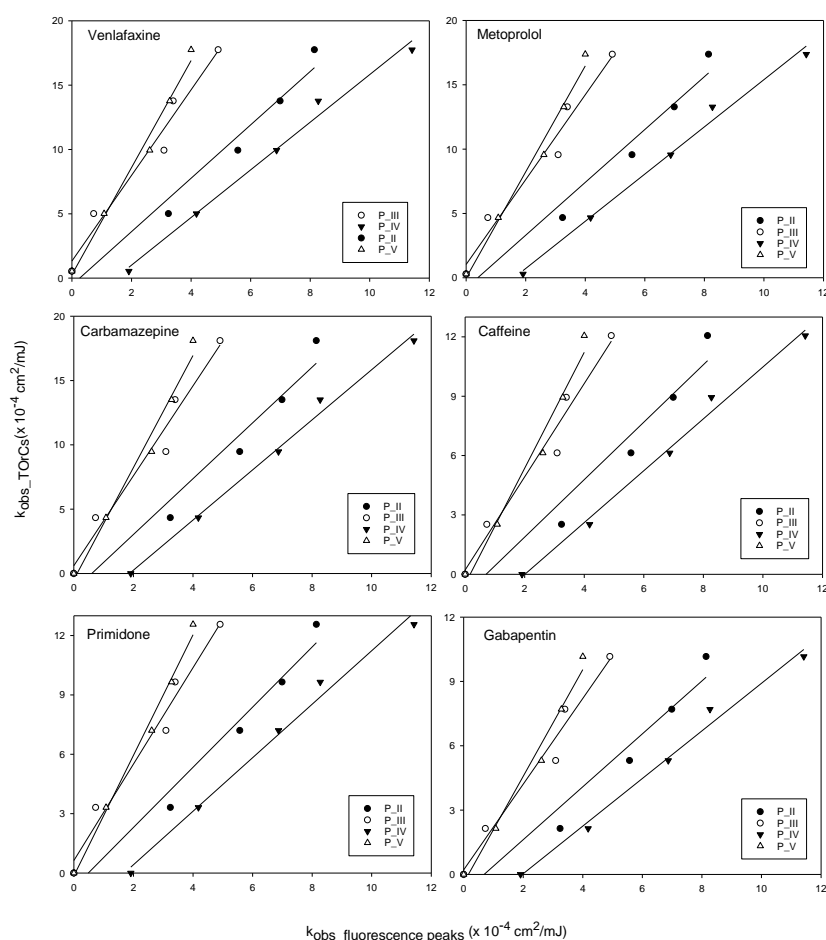 Venlafaxine
20
15
10
5
0
0 2 4 6 8 10 12
P_III
P_IV
P_II
P_V
Metoprolol
20
15
10
5
0
0 2 4 6 8 10 12
P_II
P_III
P_IV
P_V
Carbamazepine
20
18
15
12
9
6
3
0
0 2 4 6 8 10 12
P_II
P_III
P_IV
P_V
Caffeine
12
9
6
3
0
0 2 4 6 8 10 12
P_II
P_III
P_IV
P_V
Primidone
12
9
6
3
0
0 2 4 6 8 10 12
P_II
P_III
P_IV
P_V
Gabapentin
12
9
6
3
0
0 2 4 6 8 10 12
P_II
P_III
P_IV
P_V
kobs_TOrCs (x 10-4 cm2/mJ)
kobs_fluorescence peaks (x 10-4 cm2/mJ)